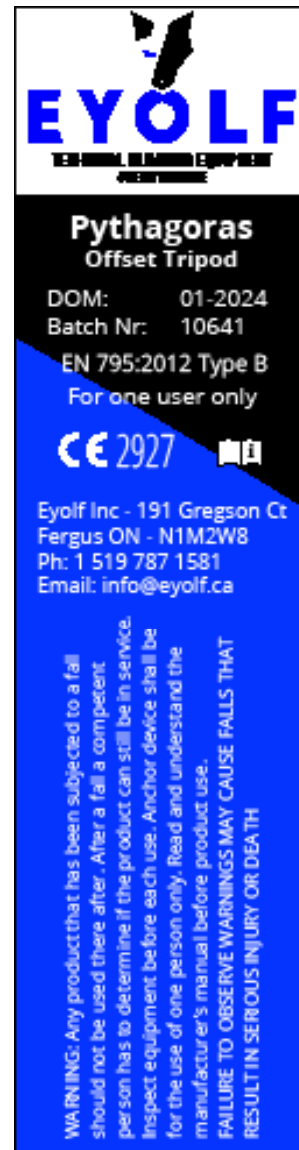 EYOLF
Pythagoras
Offset Tripod
DOM: 01-2024
Batch Nr: 10641
EN 795:2012 Type B
For one user only
CE 2927
Eyolf Inc - 191 Gregson Ct
Fergus ON - N1M2W8
Ph: 1 519 787 1581
Email: info@eyolf.ca
WARNING: Any product that has been subjected to a fall
should not be used there after. After a fall a competent
person has to determine if the product can still be in service.
Inspect equipment before each use. Anchor device shall be
for the use of one person only. Read and understand the
manufacturer's manual before product use.
FAILURE TO OBSERVE WARNINGS MAY CAUSE FALLS THAT
RESULT IN SERIOUS INJURY OR DEATH